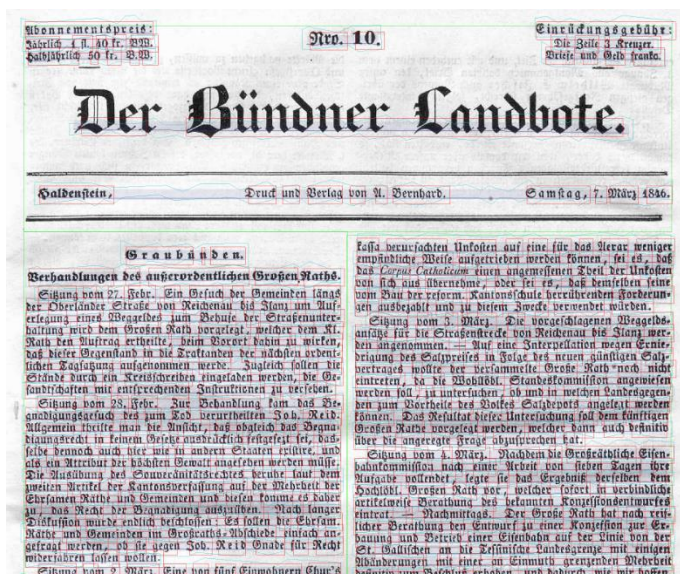 Abonnementspreis:
Jährlich 1 fl. 40 kr. B.W.
Halbjährlich 50 kr. B.W.
Nro. 10.
Einrückungsgebühr:
Die Zeile 3 Kreuzer.
Briefe und Geld franko.
Der Bündner Landbote.
Haldenstein, Druck und Verlag von A. Bernhard. Samstag, 7. März 1846.
Graubünden.
Verhandlungen des außerordentlichen Großen Raths.
Sitzung vom 27. Febr. Ein Gesuch der Gemeinden längs
der Oberländer Straße von Reichenau bis Ilanz um Auf-
erlegung eines Weggeldes zum Behufe der Straßenunter-
haltung wird dem Großen Rath vorgelegt, welcher dem Kl.
Rath den Auftrag ertheilte, beim Vorort dahin zu wirken,
daß dieser Gegenstand in die Traktanden der nächsten ordent-
lichen Tagsatzung aufgenommen werde. Zugleich sollen die
Stände durch ein Kreisschreiben eingeladen werden, die Ge-
sandtschaften mit entsprechenden Instruktionen zu versehen.
Sitzung vom 28. Febr. Zur Behandlung kam das Be-
gnadigungsgesuch des zum Tod verurtheilten Joh. Reid.
Allgemein theilte man die Ansicht, daß obgleich das Begna-
digungsrecht in keinem Gesetze ausdrücklich festgesetzt sei, das-
selbe dennoch auch hier wie in andern Staaten existire, und
als ein Attribut der höchsten Gewalt angesehen werden müsse.
Die Ausübung des Souveränitätsrechtes beruhe laut dem
zweiten Artikel der Kantonsverfassung auf der Mehrheit der
Ehrsamen Räthe und Gemeinden und diesen komme es daher
zu, das Recht der Begnadigung auszuüben. Nach langer
Diskussion wurde endlich beschlossen: Es sollen die Ehrsam.
Räthe und Gemeinden im Großraths-Abschiede einfach an-
gefragt werden, ob sie gegen Joh. Reid Gnade für Recht
widerfahren lassen wollen.
Sitzung vom 2. März. Eine von fünf Einwohnern Chur's
kassa verursachten Unkosten auf eine für das Aerar weniger
empfindliche Weise aufgetrieben werden können, sei es, daß
das Corpus Catholicum einen angemessenen Theil der Unkosten
von sich aus übernehme, oder sei es, daß demselben seine
vom Bau der reform. Kantonsschule herrührenden Forderun-
gen ausbezahlt und zu diesem Zwecke verwendet würden.
Sitzung vom 3. März. Die vorgeschlagenen Weggelds-
ansätze für die Straßenstrecke von Reichenau bis Ilanz wer-
den angenommen. — Auf eine Interpellation wegen Ernie-
drigung des Salzpreises in Folge des neuen günstigen Salz-
vertrages wollte der versammelte Große Rath noch nicht
eintreten, da die Wohllöbl. Standeskommission angewiesen
werden soll, zu untersuchen, ob und in welchen Landesgegen-
den zum Vortheile des Volkes Salzdepots angelegt werden
können. Das Resultat dieser Untersuchung soll dem künftigen
Großen Rathe vorgelegt werden, welcher dann auch definitiv
über die angeregte Frage abzusprechen hat.
Sitzung vom 4. März. Nachdem die Großräthliche Eisen-
bahnkommission nach einer Arbeit von sieben Tagen ihre
Aufgabe vollendet, legte sie das Ergebniß derselben dem
Hochlöbl. Großen Rath vor, welcher sofort in verbindliche
artikelweise Berathung des bekannten Konzessionsentwurfes
eintrat. — Nachmittags. Der Große Rath hat nach reif-
licher Berathung den Entwurf zu einer Konzession zur Er-
bauung und Betrieb einer Eisenbahn auf der Linie von der
St. Gallischen an die Tessinische Landesgrenze mit einigen
Abänderungen mit einer an Einmuth grenzenden Mehrheit
definitiv zum Beschluß erhoben, und dadurch, wie wir hoffen,